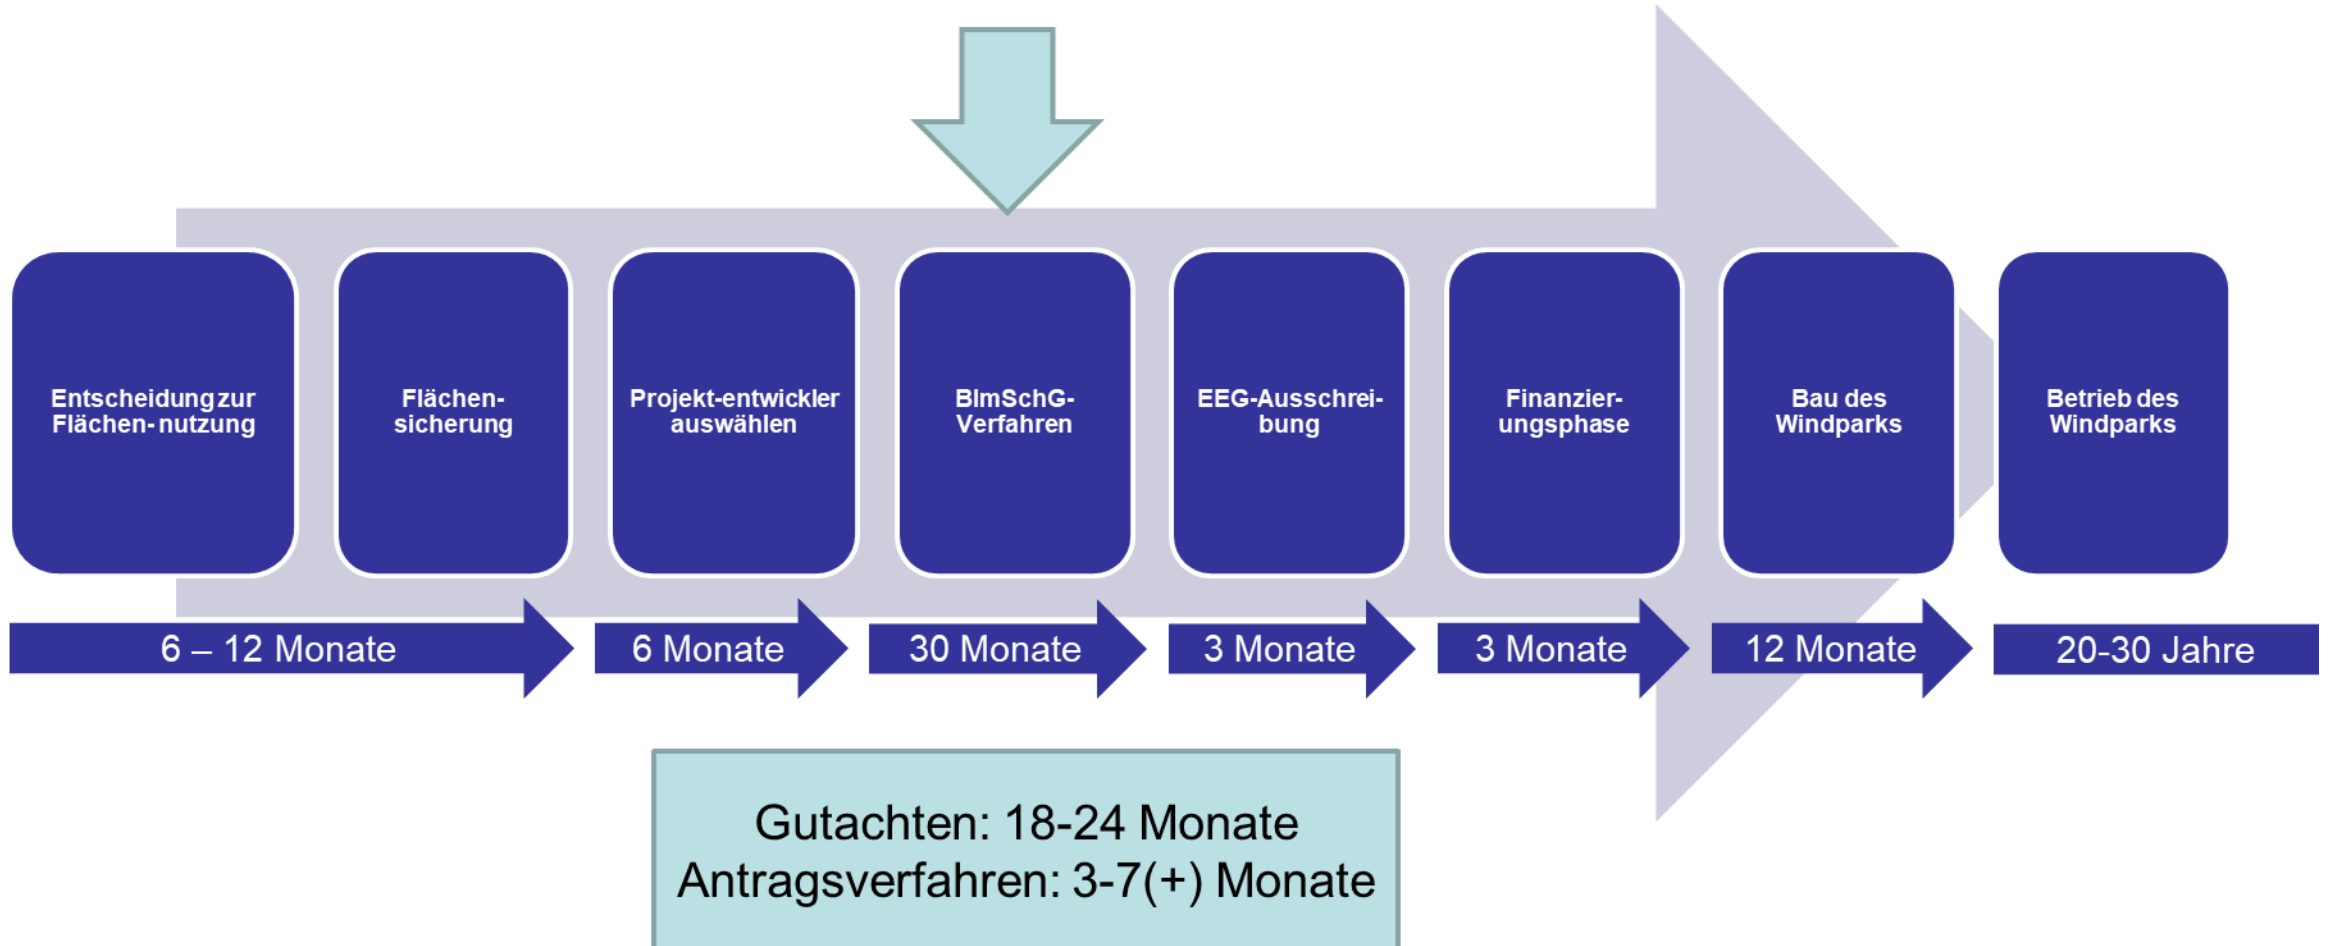 Entscheidung zur
Flächen-nutzung
Flächen-
sicherung
Projekt-entwickler
auswählen
BImSchG-
Verfahren
EEG-Ausschrei-
bung
Finanzier-
ungsphase
Bau des
Windparks
Betrieb des
Windparks
6 – 12 Monate
6 Monate
30 Monate
3 Monate
3 Monate
12 Monate
20-30 Jahre
Gutachten: 18-24 Monate
Antragsverfahren: 3-7(+) Monate